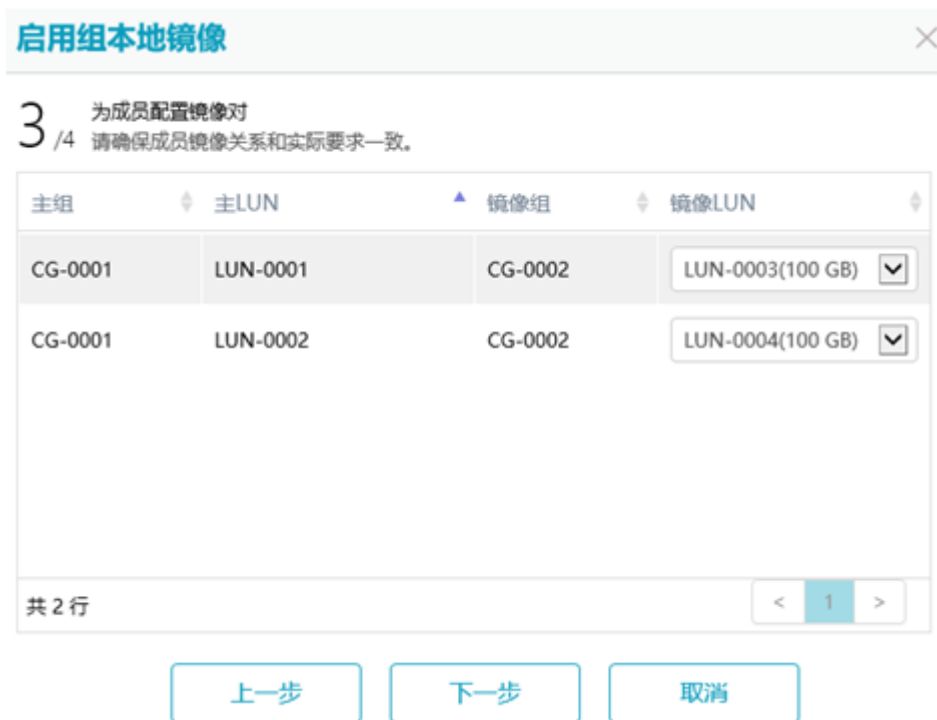 启用组本地镜像
3/4 为成员配置镜像对
请确保成员镜像关系和实际要求一致。
主组 主LUN 镜像组 镜像LUN
CG-0001 LUN-0001 CG-0002 LUN-0003(100 GB)
CG-0001 LUN-0002 CG-0002 LUN-0004(100 GB)
共 2 行 < 1 >
上一步 下一步 取消